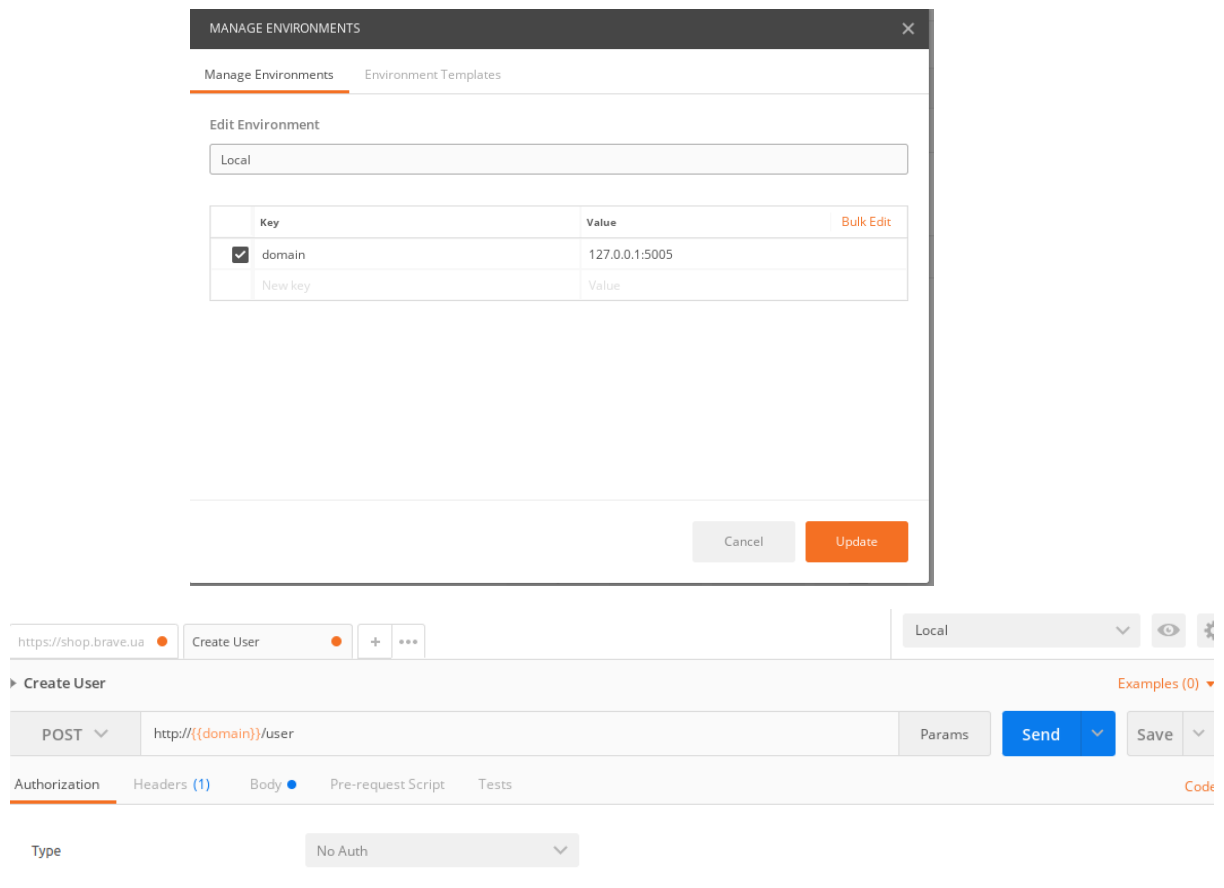 MANAGE ENVIRONMENTS
Manage Environments Environment Templates
Edit Environment
Local
Key Value Bulk Edit
domain 127.0.0.1:5005
New key Value
Cancel Update
https://shop.brave.ua Create User + ••• Local
Create User Examples (0)
POST http://{{domain}}/user Params Send Save
Authorization Headers (1) Body Pre-request Script Tests Code
Type No Auth